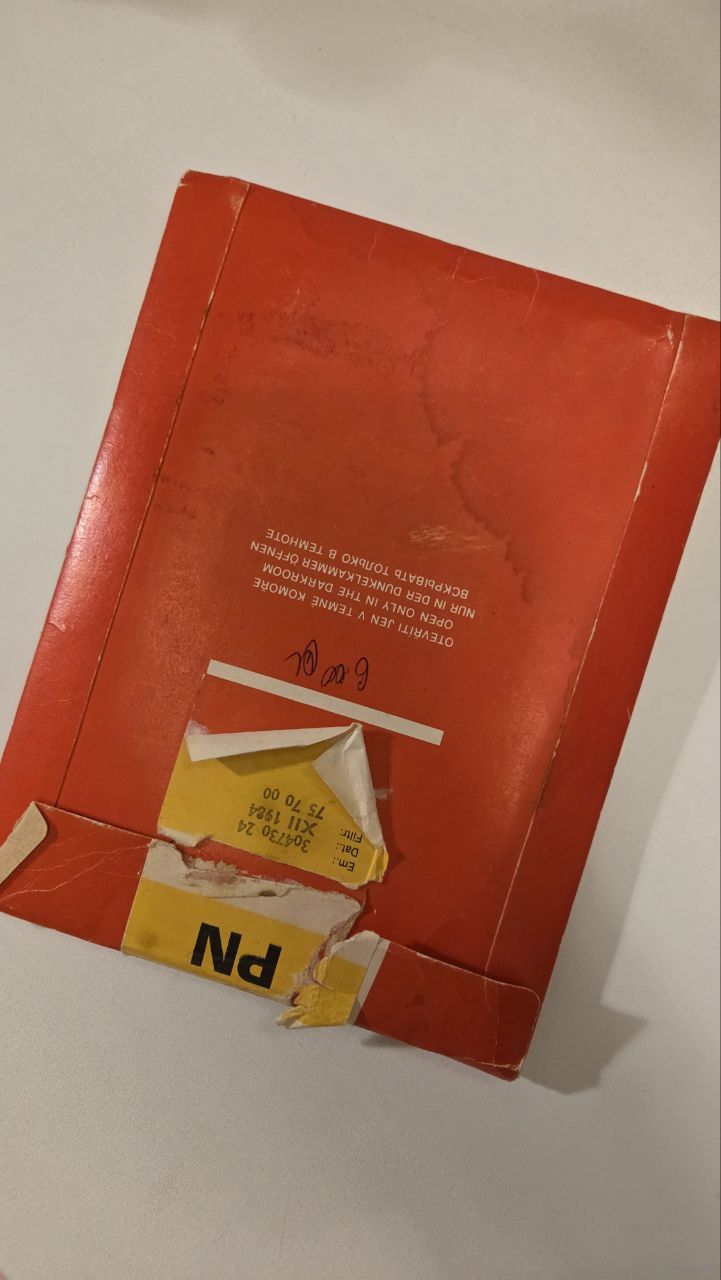 PN
Em.: 304730 24
Dat.: XII 1984
Filtr: 75 70 00
OTEVŘÍTI JEN V TEMNÉ KOMOŘE
OPEN ONLY IN THE DARKROOM
NUR IN DER DUNKELKAMMER ÖFFNEN
ВСКРЫВАТЬ ТОЛЬКО В ТЕМНОТЕ